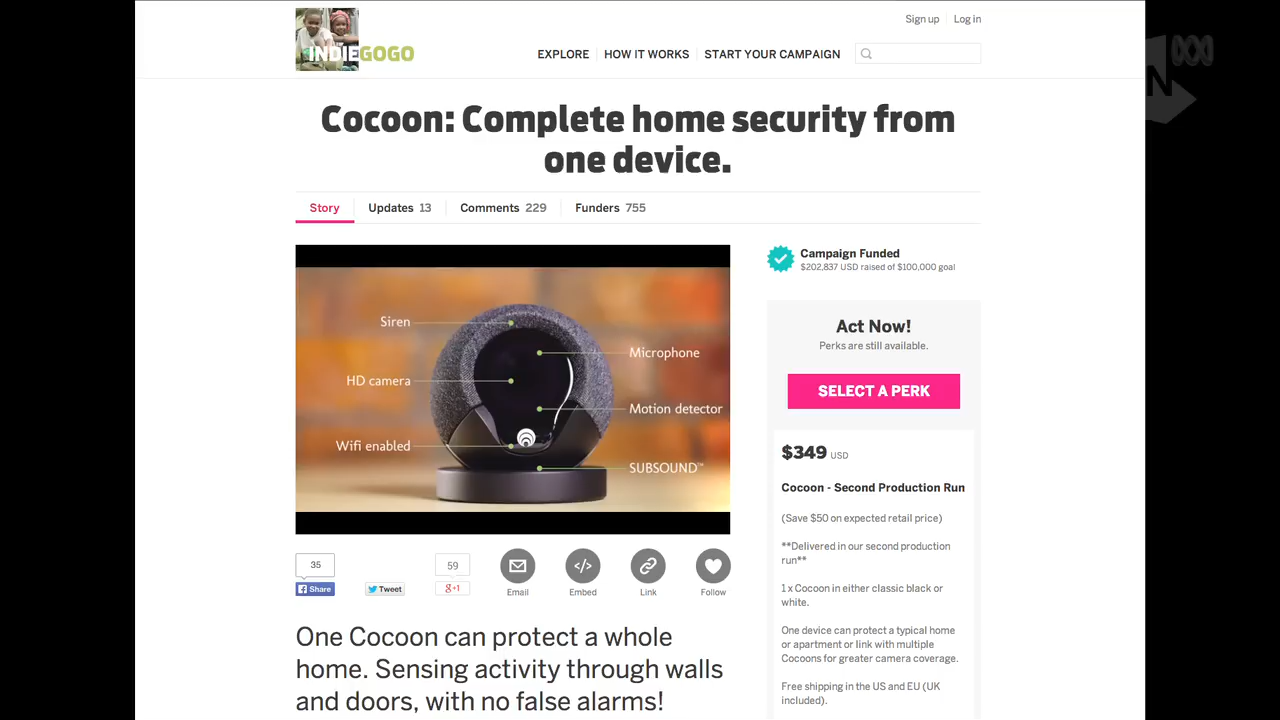 INDIEGOGO
Sign up
Log in
EXPLORE
HOW IT WORKS
START YOUR CAMPAIGN
N
Cocoon: Complete home security from
one device.
Story
Updates 13
Comments 229
Funders 755
Siren
HD camera
Wifi enabled
Microphone
Motion detector
SUBSOUND™
Campaign Funded
$202,837 USD raised of $100,000 goal
Act Now!
Perks are still available.
SELECT A PERK
$349 USD
Cocoon - Second Production Run
(Save $50 on expected retail price)
**Delivered in our second production
run**
1 x Cocoon in either classic black or
white.
One device can protect a typical home
or apartment or link with multiple
Cocoons for greater camera coverage.
Free shipping in the US and EU (UK
included).
35
Share
Tweet
59
g+1
Email
Embed
Link
Follow
One Cocoon can protect a whole
home. Sensing activity through walls
and doors, with no false alarms!